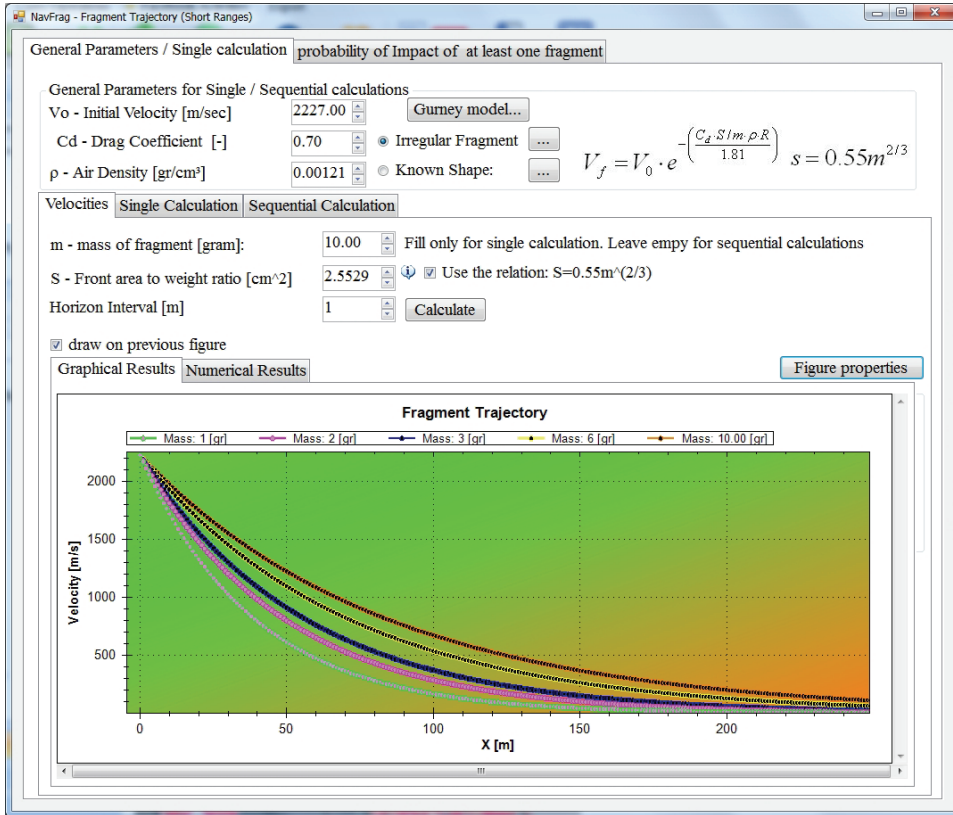 NavFrag - Fragment Trajectory (Short Ranges)
General Parameters / Single calculation probability of Impact of at least one fragment
General Parameters for Single / Sequential calculations
Vo - Initial Velocity [m/sec] 2227.00 Gurney model...
Cd - Drag Coefficient [-] 0.70 Irregular Fragment ...
ρ - Air Density [gr/cm³] 0.00121 Known Shape: ...
V_f = V_0 · e^{-(C_d·S/m·ρ·R / 1.81)} s = 0.55m^{2/3}
Velocities Single Calculation Sequential Calculation
m - mass of fragment [gram]: 10.00 Fill only for single calculation. Leave empy for sequential calculations
S - Front area to weight ratio [cm^2] 2.5529 Use the relation: S=0.55m^(2/3)
Horizon Interval [m] 1 Calculate
draw on previous figure
Graphical Results Numerical Results Figure properties
Fragment Trajectory
Mass: 1 [gr] Mass: 2 [gr] Mass: 3 [gr] Mass: 6 [gr] Mass: 10.00 [gr]
2000
1500
1000
500
Velocity [m/s]
0 50 100 150 200
X [m]